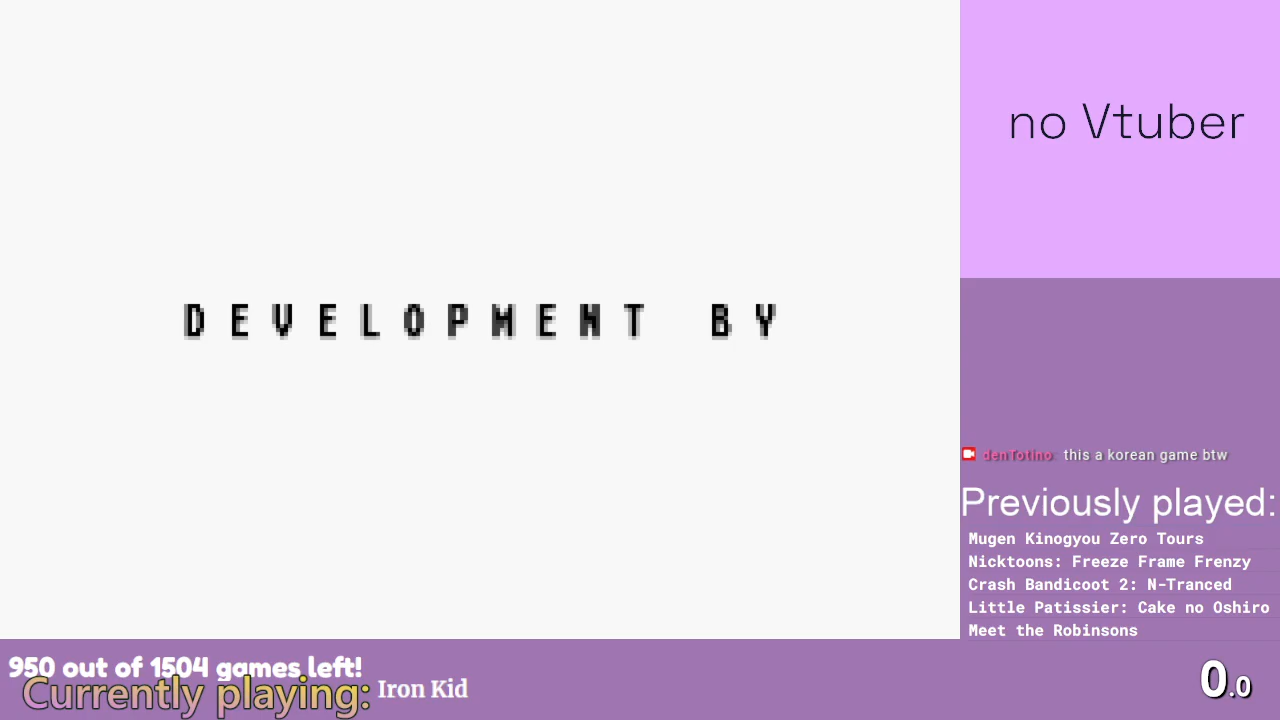 DEVELOPMENT BY
no Vtuber
denTotino this a korean game btw
Previously played:
Mugen Kinogyou Zero Tours
Nicktoons: Freeze Frame Frenzy
Crash Bandicoot 2: N-Tranced
Little Patissier: Cake no Oshiro
Meet the Robinsons
950 out of 1504 games left!
Currently playing: Iron Kid
0.0